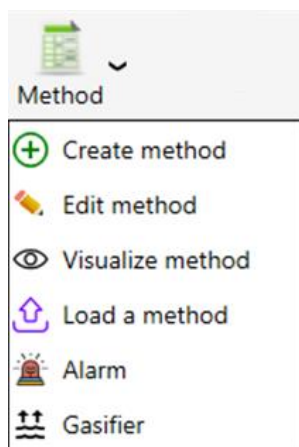 Method
Create method
Edit method
Visualize method
Load a method
Alarm
Gasifier